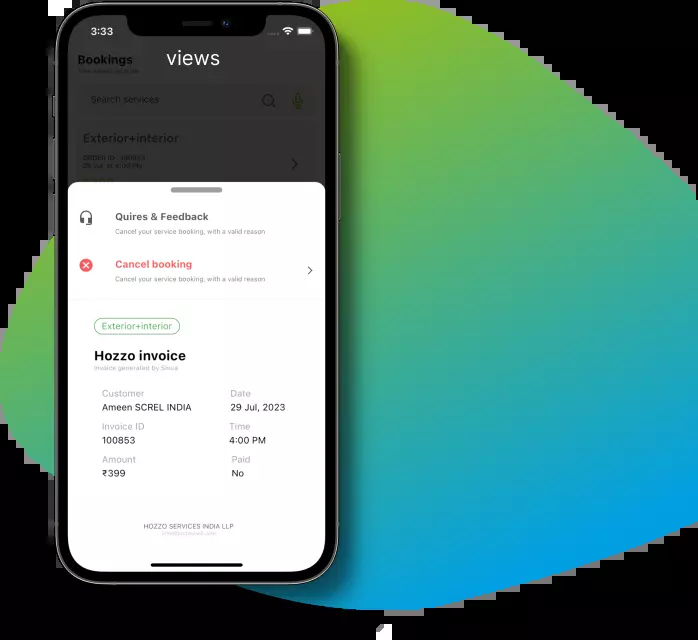 3:33
views
Bookings
Search services
Exterior+interior
Quires & Feedback
Cancel your service booking, with a valid reason
Cancel booking
Cancel your service booking, with a valid reason
Exterior+interior
Hozzo invoice
Invoice generated by
Customer
Date
Ameen SCREL INDIA
29 Jul, 2023
Invoice ID
Time
100853
4:00 PM
Amount
Paid
₹399
No
HOZZO SERVICES INDIA LLP